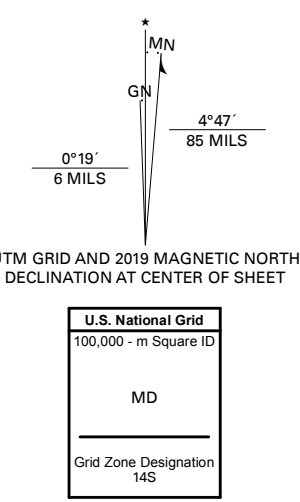 ★
MN
GN
4°47´
85 MILS
0°19´
6 MILS
UTM GRID AND 2019 MAGNETIC NORTH
DECLINATION AT CENTER OF SHEET
U.S. National Grid
100,000 - m Square ID
MD
Grid Zone Designation
14S